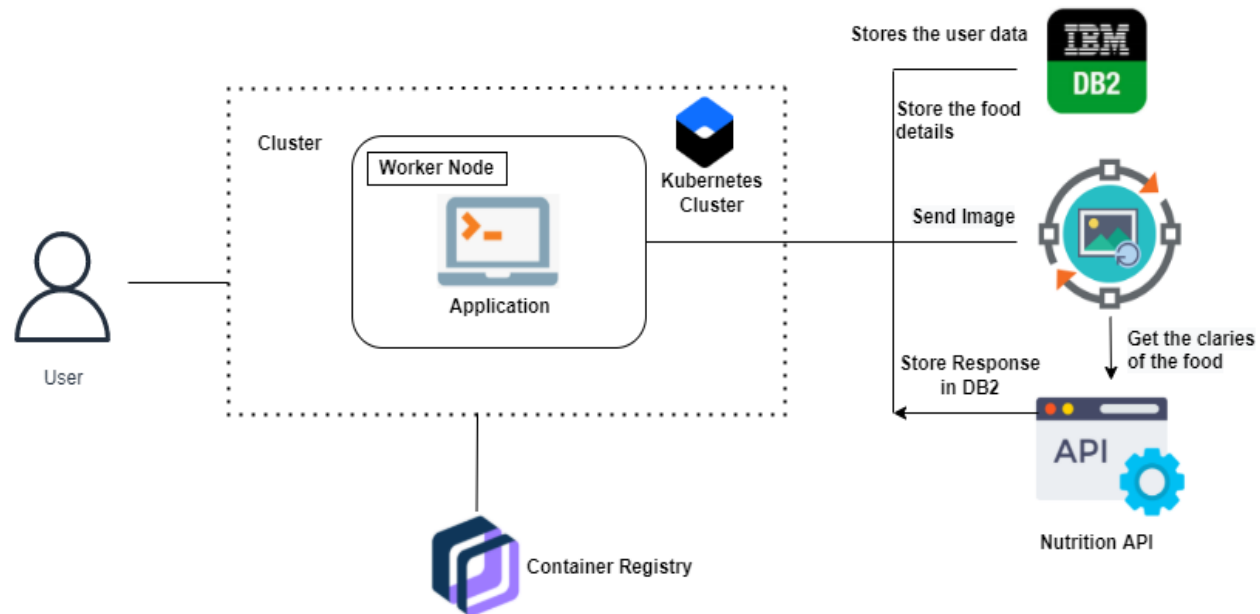 Stores the user data
IBM
DB2
Store the food
details
Cluster
Worker Node
Kubernetes
Cluster
Send Image
Application
User
Get the claries
of the food
Store Response
in DB2
API
Nutrition API
Container Registry